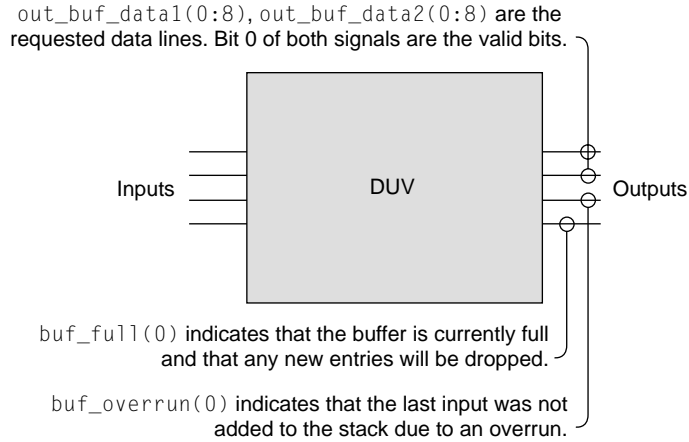 out_buf_data1(0:8), out_buf_data2(0:8) are the
requested data lines. Bit 0 of both signals are the valid bits.
Inputs
DUV
Outputs
buf_full(0) indicates that the buffer is currently full
and that any new entries will be dropped.
buf_overrun(0) indicates that the last input was not
added to the stack due to an overrun.